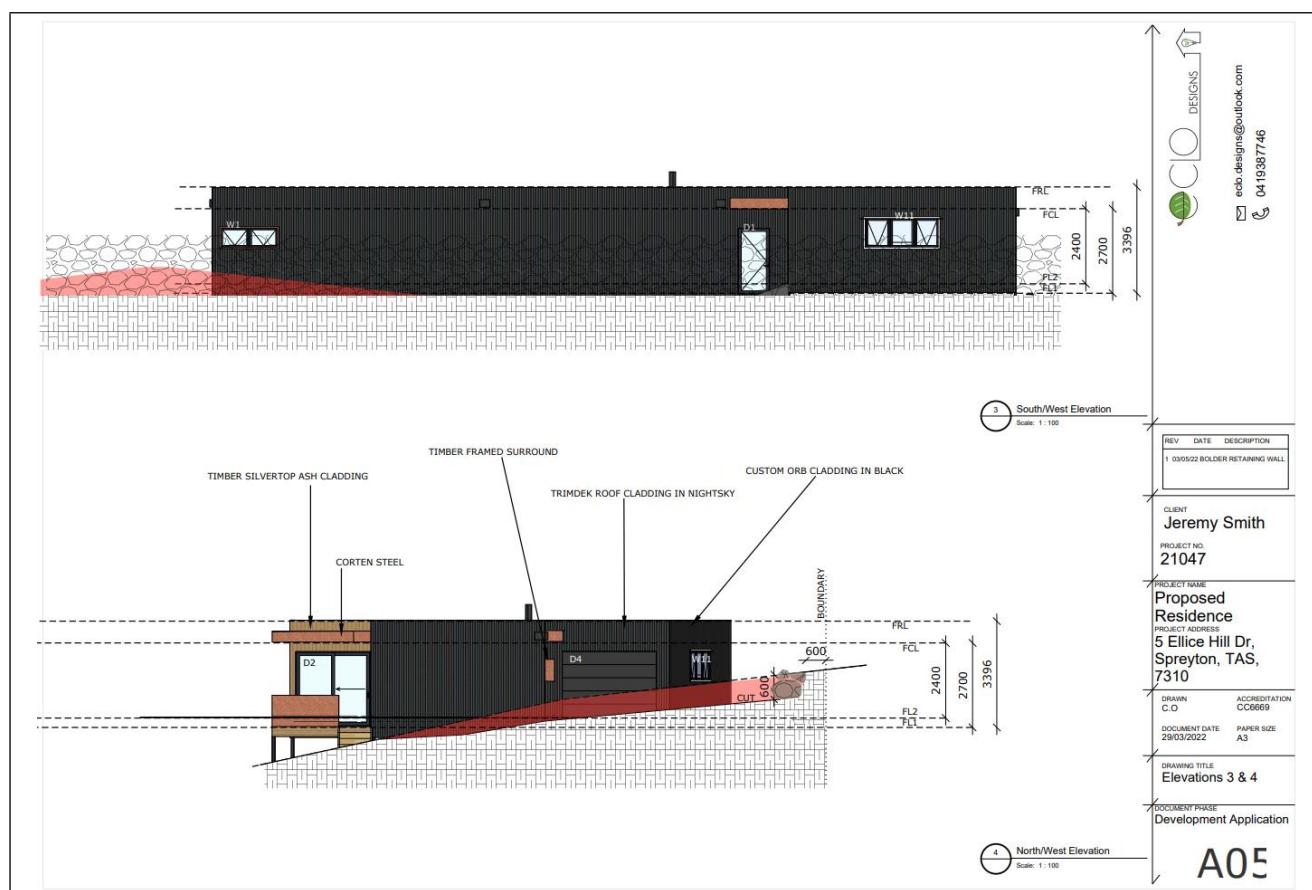 FRL
FCL
W1
D1
W11
2400
2700
3396
FL2
FL1
3
South/West Elevation
Scale: 1 : 100
TIMBER SILVERTOP ASH CLADDING
TIMBER FRAMED SURROUND
CORTEN STEEL
TRIMDEK ROOF CLADDING IN NIGHTSKY
CUSTOM ORB CLADDING IN BLACK
BOUNDARY
FRL
FCL
600
D2
D4
W11
600
CUT
2400
2700
3396
FL2
FL1
4
North/West Elevation
Scale: 1 : 100
eCLO
DESIGNS
eclo.designs@outlook.com
0419387746
REV DATE DESCRIPTION
1 03/05/22 BOLDER RETAINING WALL
CLIENT
Jeremy Smith
PROJECT NO.
21047
PROJECT NAME
Proposed
Residence
PROJECT ADDRESS
5 Ellice Hill Dr,
Spreyton, TAS,
7310
DRAWN ACCREDITATION
C.O CC6669
DOCUMENT DATE PAPER SIZE
29/03/2022 A3
DRAWING TITLE
Elevations 3 & 4
DOCUMENT PHASE
Development Application
A05